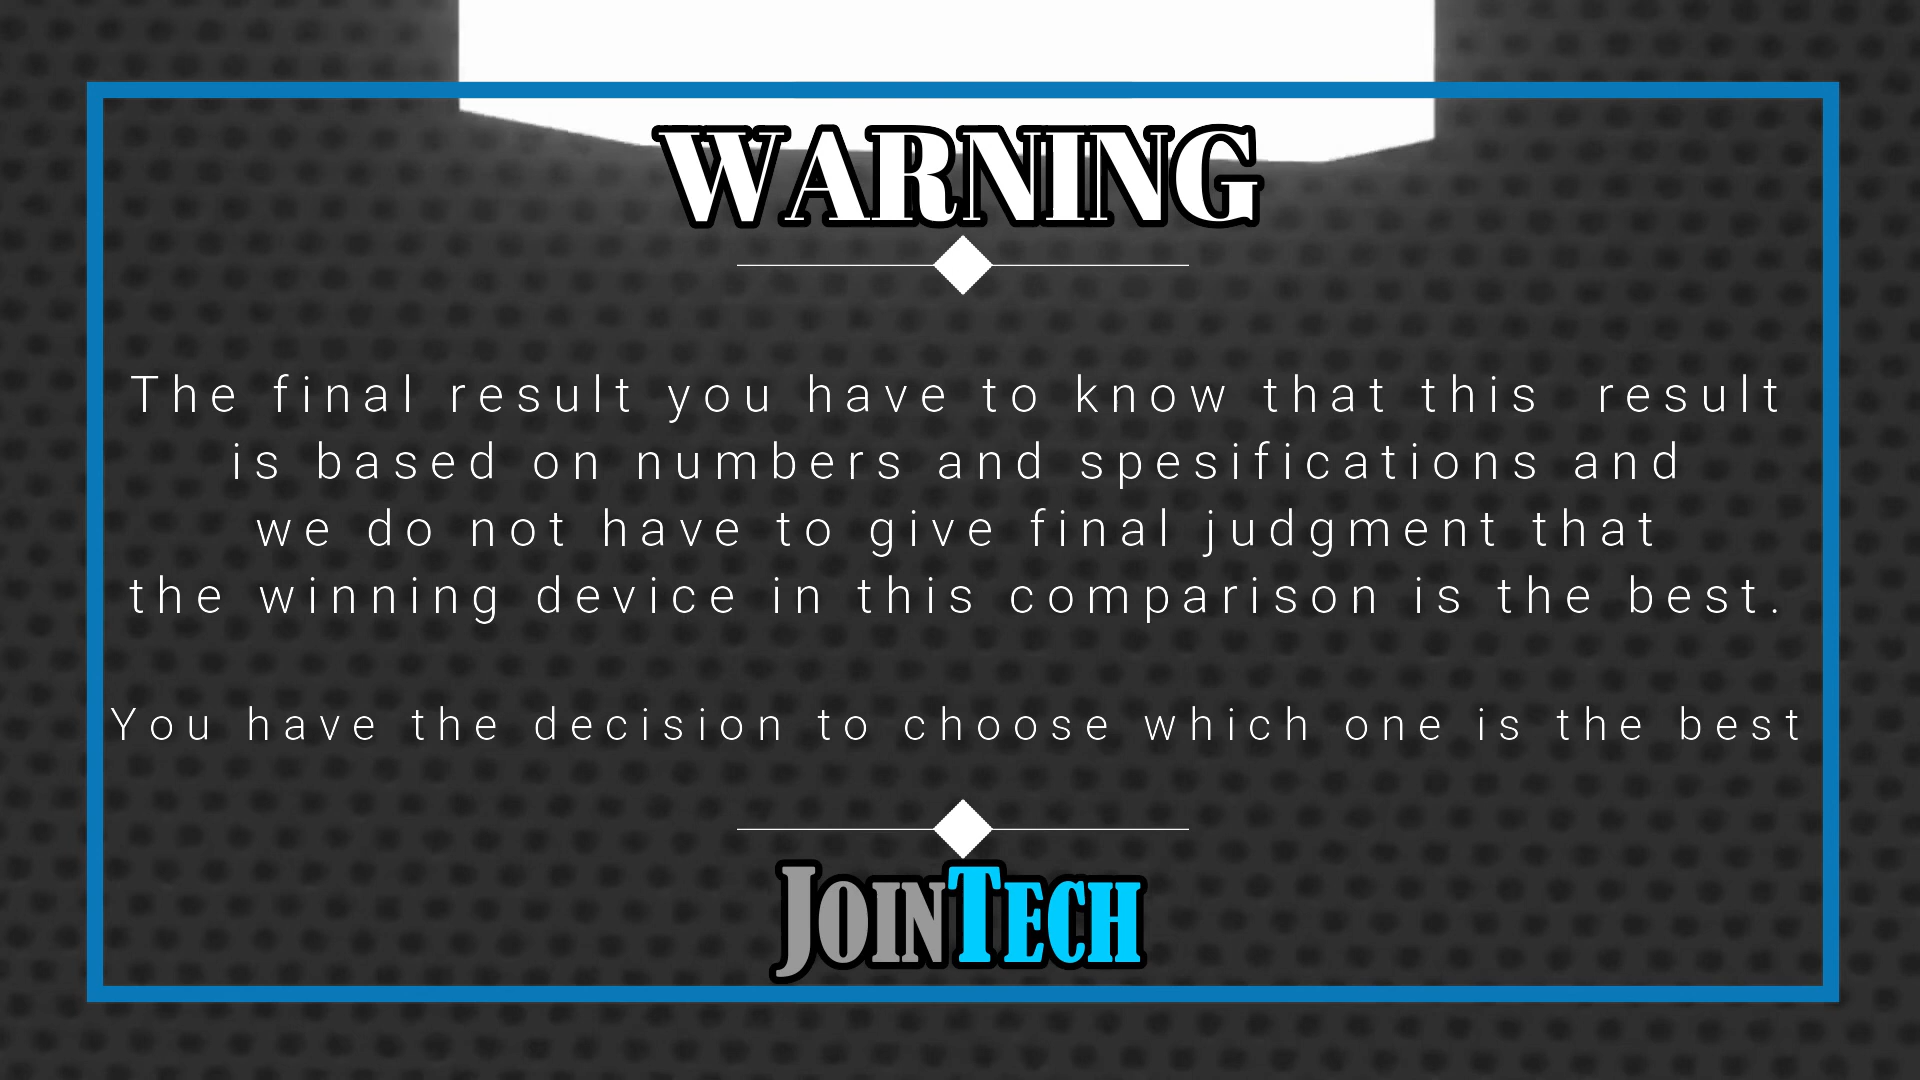 WARNING
The final result you have to know that this result
is based on numbers and spesifications and
we do not have to give final judgment that
the winning device in this comparison is the best.
You have the decision to choose which one is the best
JOINTECH